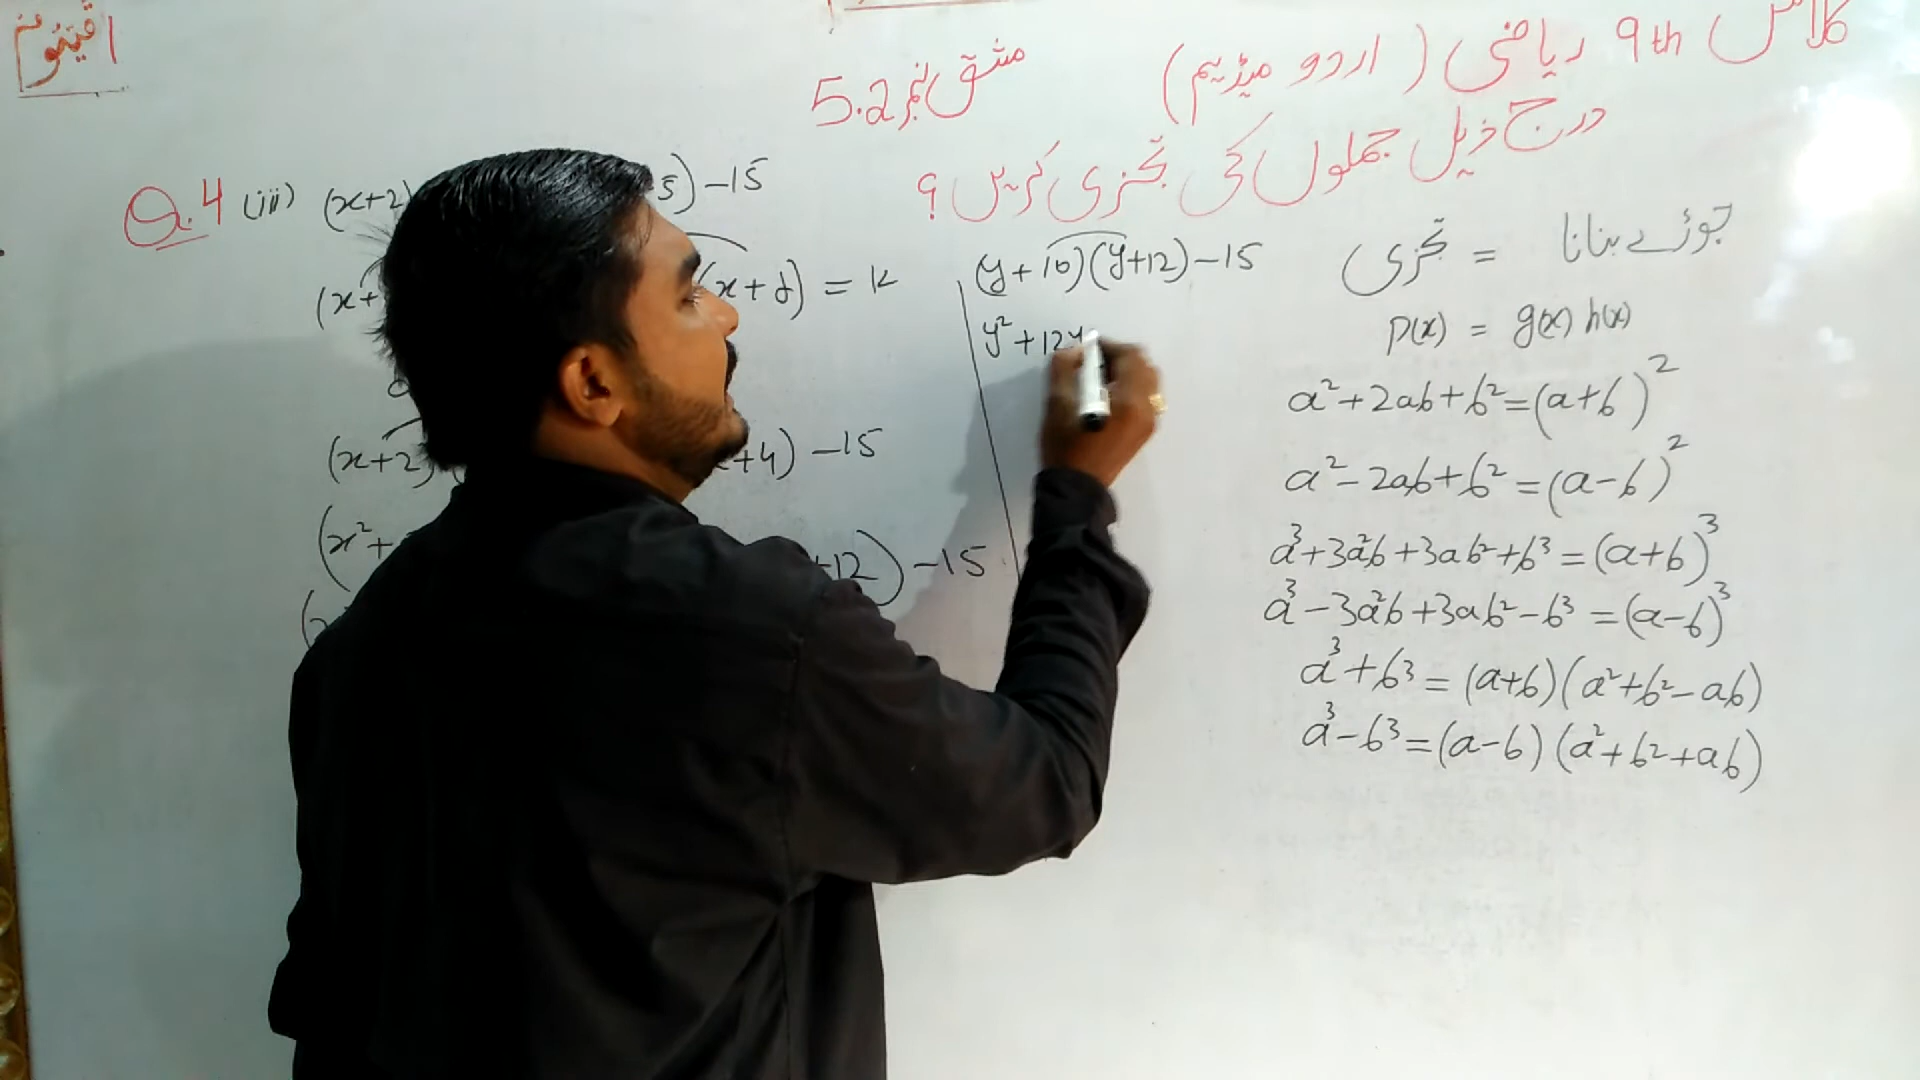 کلاس 9th ریاضی (اردو میڈیم)
مشق نمبر 5.2
درج ذیل جملوں کی تجزی کریں ؟
Q.4 (iii) (x+2) 5) -15
(x+ (x+ ) = k
(x+2) +4) -15
(x²+ +12) -15
(y+10)(y+12) -15
y²+12y
تجزی = جوڑے بنانا
p(x) = g(x) h(x)
a²+2ab+b²=(a+b)²
a²-2ab+b²=(a-b)²
a³+3a²b+3ab²+b³=(a+b)³
a³-3a²b+3ab²-b³=(a-b)³
a³+b³=(a+b)(a²+b²-ab)
a³-b³=(a-b)(a²+b²+ab)